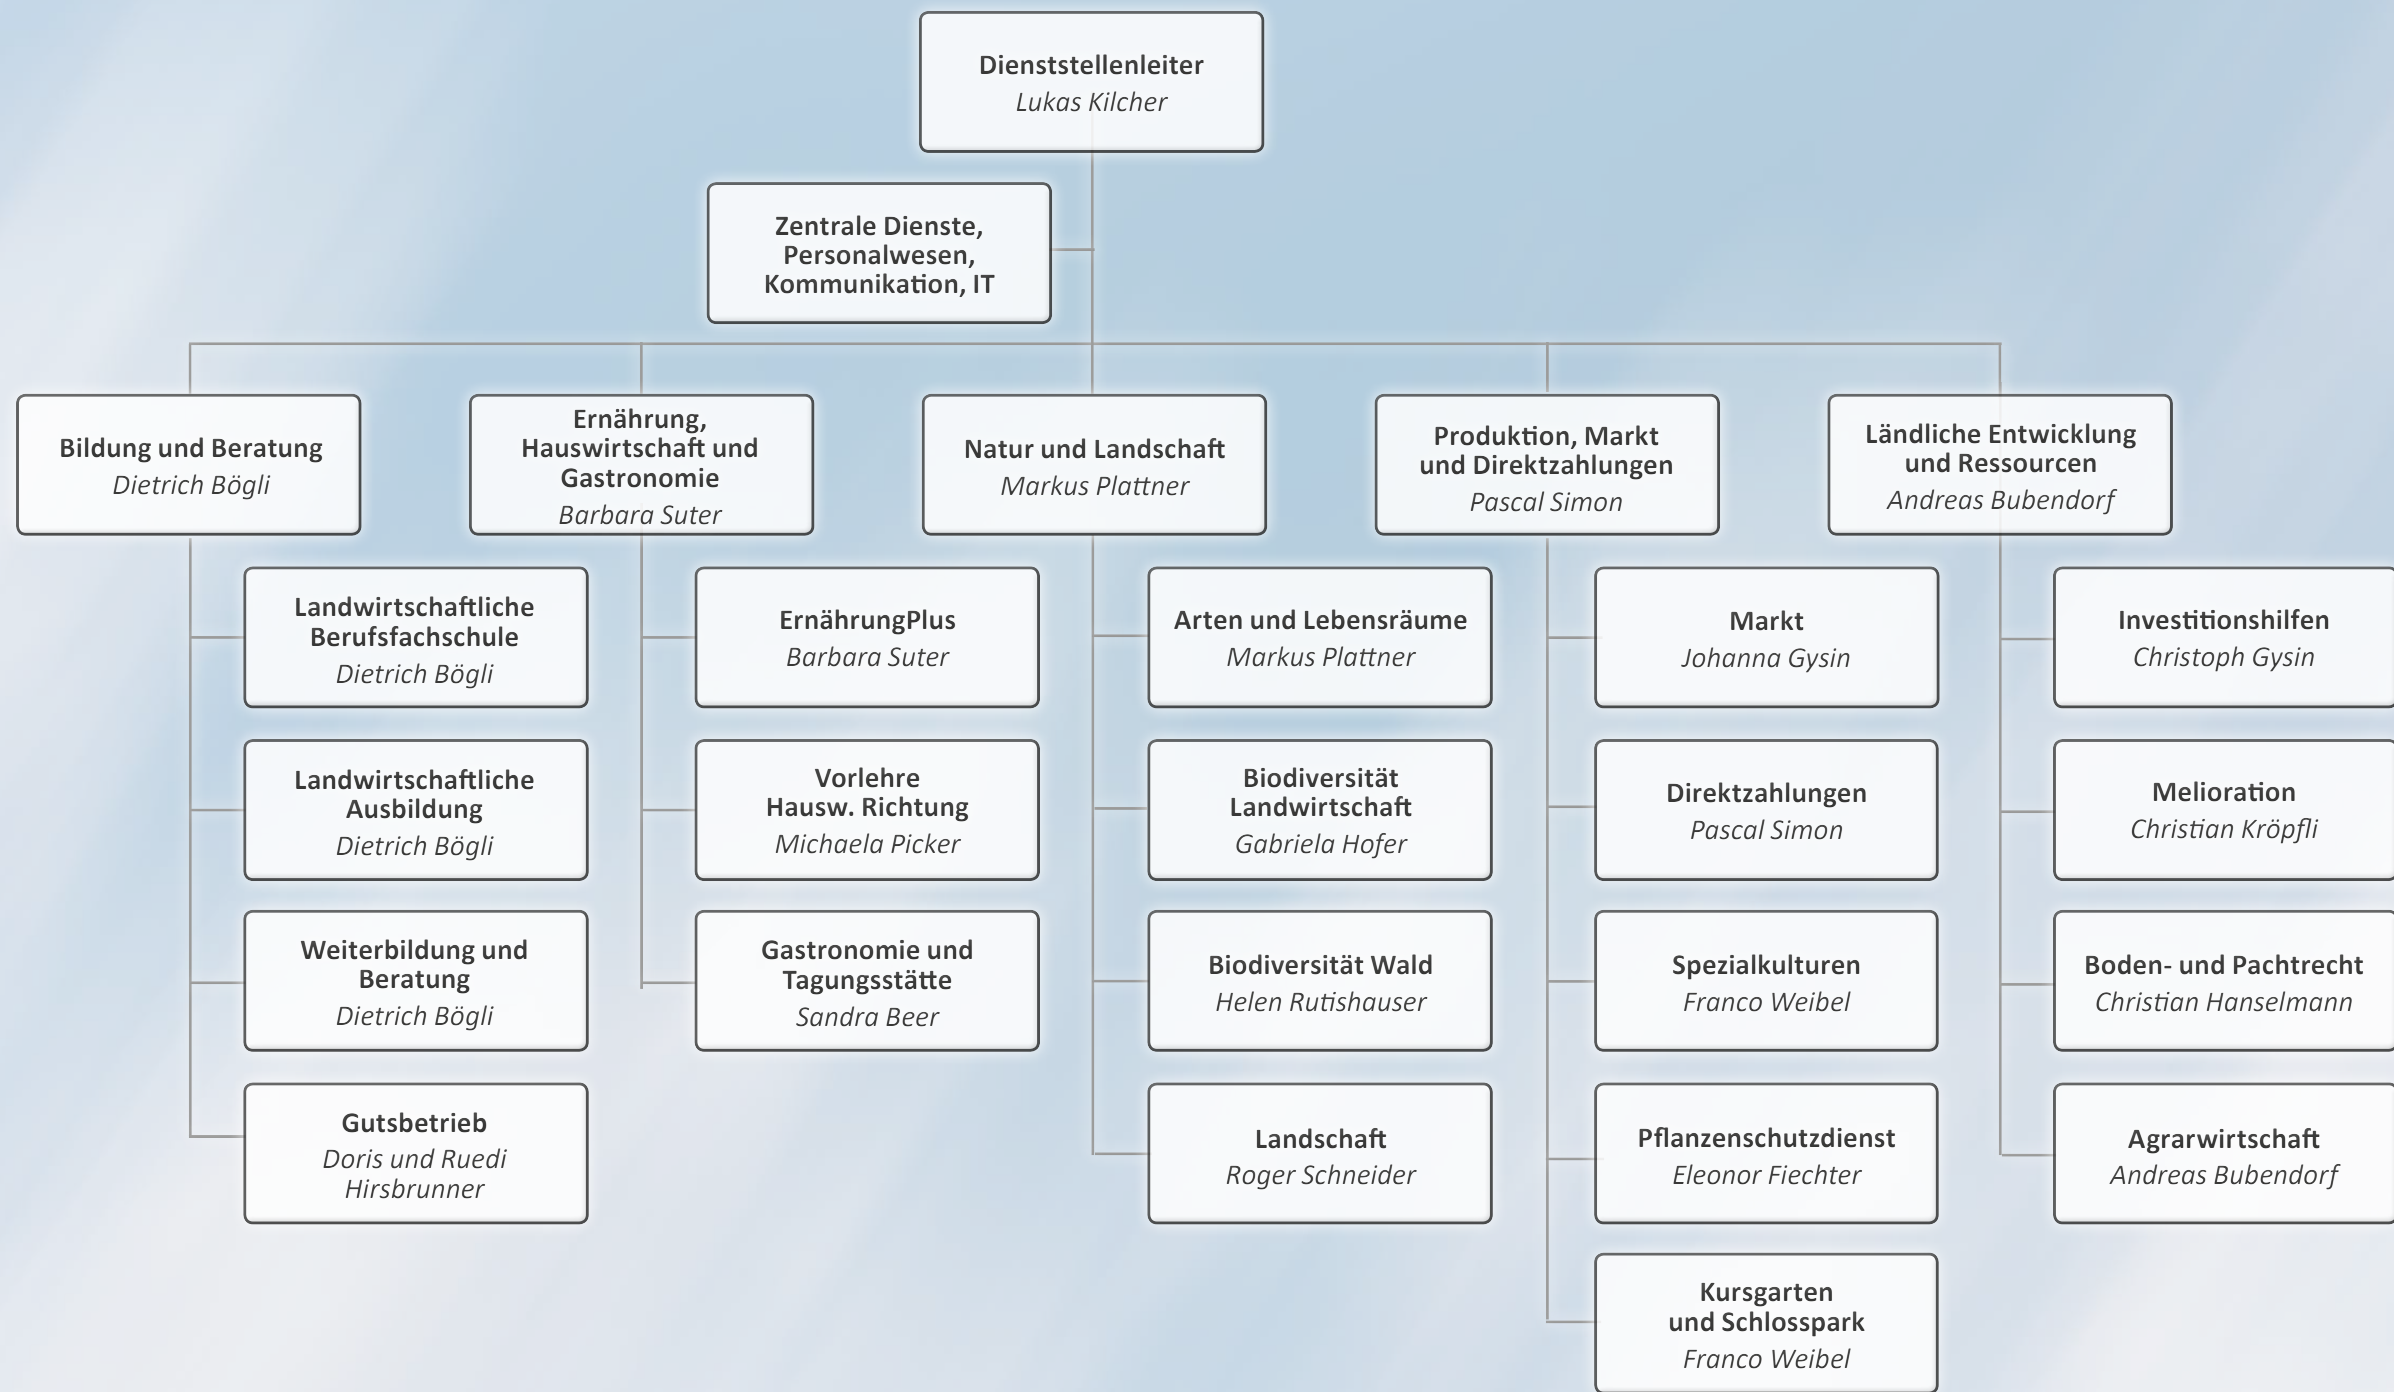 Dienststellenleiter
Lukas Kilcher
Zentrale Dienste,
Personalwesen,
Kommunikation, IT
Bildung und Beratung
Dietrich Bögli
Ernährung,
Hauswirtschaft und
Gastronomie
Barbara Suter
Natur und Landschaft
Markus Plattner
Produktion, Markt
und Direktzahlungen
Pascal Simon
Ländliche Entwicklung
und Ressourcen
Andreas Bubendorf
Landwirtschaftliche
Berufsfachschule
Dietrich Bögli
Landwirtschaftliche
Ausbildung
Dietrich Bögli
Weiterbildung und
Beratung
Dietrich Bögli
Gutsbetrieb
Doris und Ruedi
Hirsbrunner
ErnährungPlus
Barbara Suter
Vorlehre
Hausw. Richtung
Michaela Picker
Gastronomie und
Tagungsstätte
Sandra Beer
Arten und Lebensräume
Markus Plattner
Biodiversität
Landwirtschaft
Gabriela Hofer
Biodiversität Wald
Helen Rutishauser
Landschaft
Roger Schneider
Markt
Johanna Gysin
Direktzahlungen
Pascal Simon
Spezialkulturen
Franco Weibel
Pflanzenschutzdienst
Eleonor Fiechter
Kursgarten
und Schlosspark
Franco Weibel
Investitionshilfen
Christoph Gysin
Melioration
Christian Kröpfli
Boden- und Pachtrecht
Christian Hanselmann
Agrarwirtschaft
Andreas Bubendorf